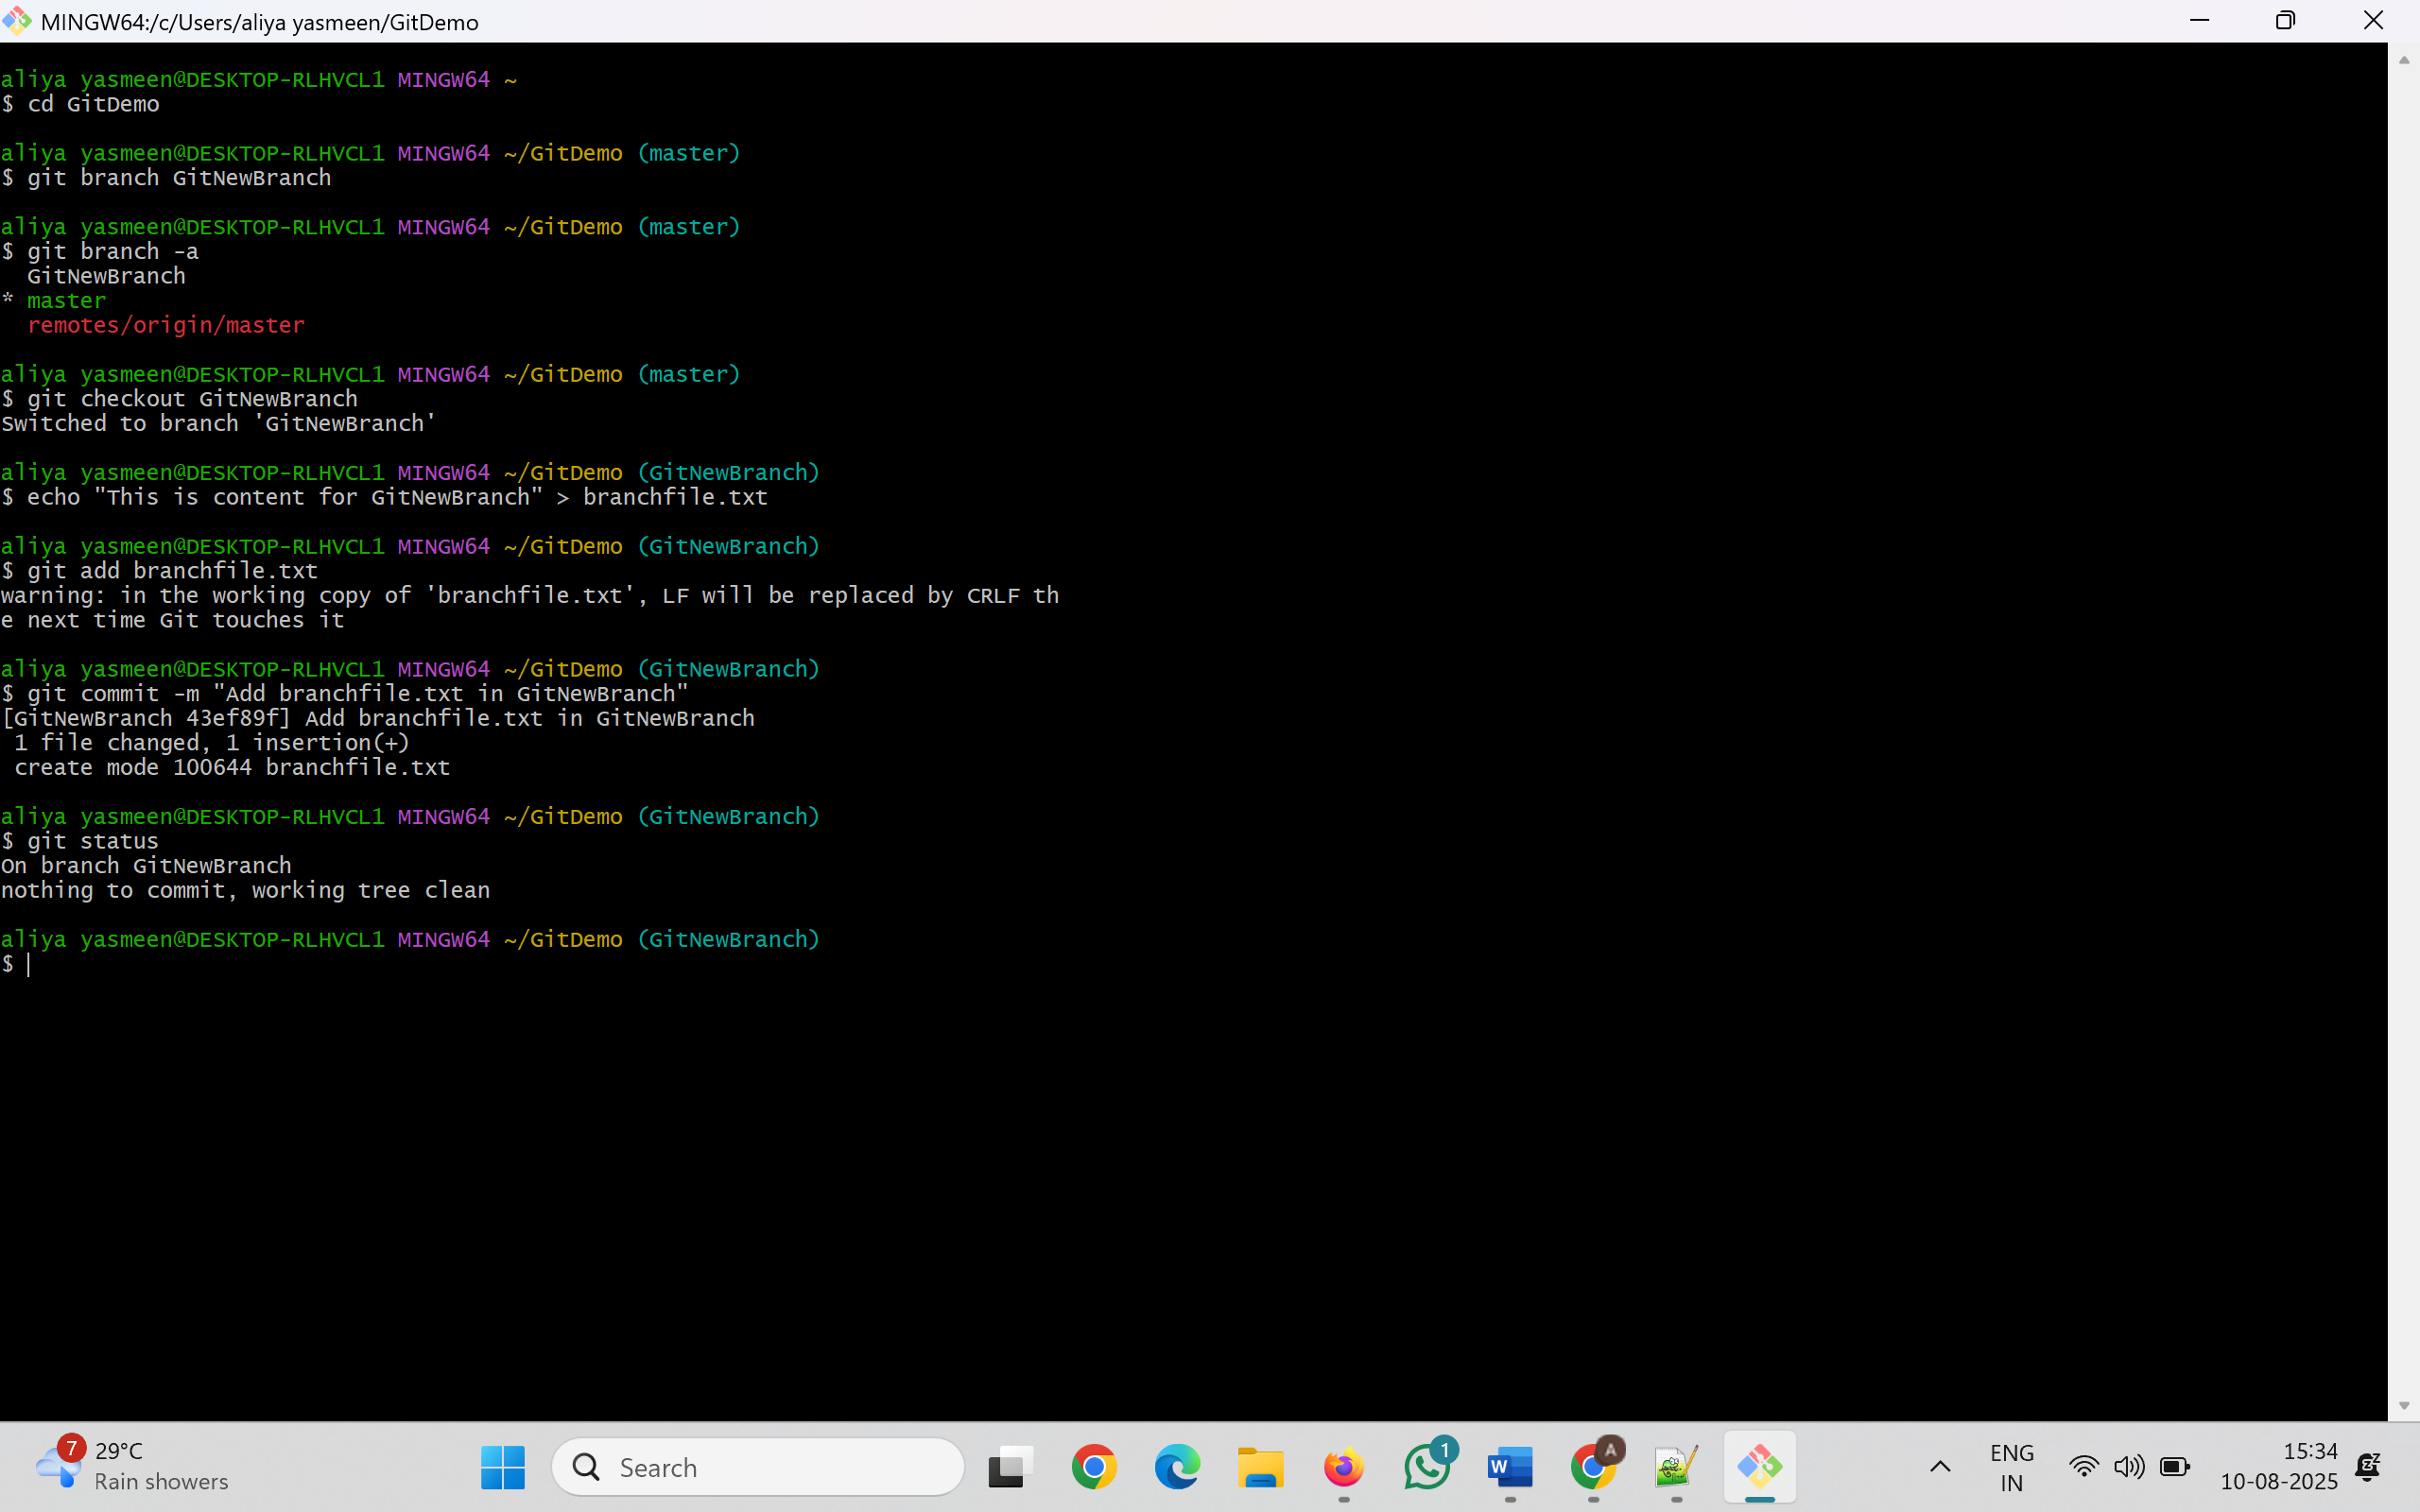 MINGW64:/c/Users/aliya yasmeen/GitDemo
aliya yasmeen@DESKTOP-RLHVCL1 MINGW64 ~
$ cd GitDemo
aliya yasmeen@DESKTOP-RLHVCL1 MINGW64 ~/GitDemo (master)
$ git branch GitNewBranch
aliya yasmeen@DESKTOP-RLHVCL1 MINGW64 ~/GitDemo (master)
$ git branch -a
  GitNewBranch
* master
  remotes/origin/master
aliya yasmeen@DESKTOP-RLHVCL1 MINGW64 ~/GitDemo (master)
$ git checkout GitNewBranch
Switched to branch 'GitNewBranch'
aliya yasmeen@DESKTOP-RLHVCL1 MINGW64 ~/GitDemo (GitNewBranch)
$ echo "This is content for GitNewBranch" > branchfile.txt
aliya yasmeen@DESKTOP-RLHVCL1 MINGW64 ~/GitDemo (GitNewBranch)
$ git add branchfile.txt
warning: in the working copy of 'branchfile.txt', LF will be replaced by CRLF th
e next time Git touches it
aliya yasmeen@DESKTOP-RLHVCL1 MINGW64 ~/GitDemo (GitNewBranch)
$ git commit -m "Add branchfile.txt in GitNewBranch"
[GitNewBranch 43ef89f] Add branchfile.txt in GitNewBranch
 1 file changed, 1 insertion(+)
 create mode 100644 branchfile.txt
aliya yasmeen@DESKTOP-RLHVCL1 MINGW64 ~/GitDemo (GitNewBranch)
$ git status
On branch GitNewBranch
nothing to commit, working tree clean
aliya yasmeen@DESKTOP-RLHVCL1 MINGW64 ~/GitDemo (GitNewBranch)
$
7
29°C
Rain showers
Search
1
W
A
ENG
IN
15:34
10-08-2025